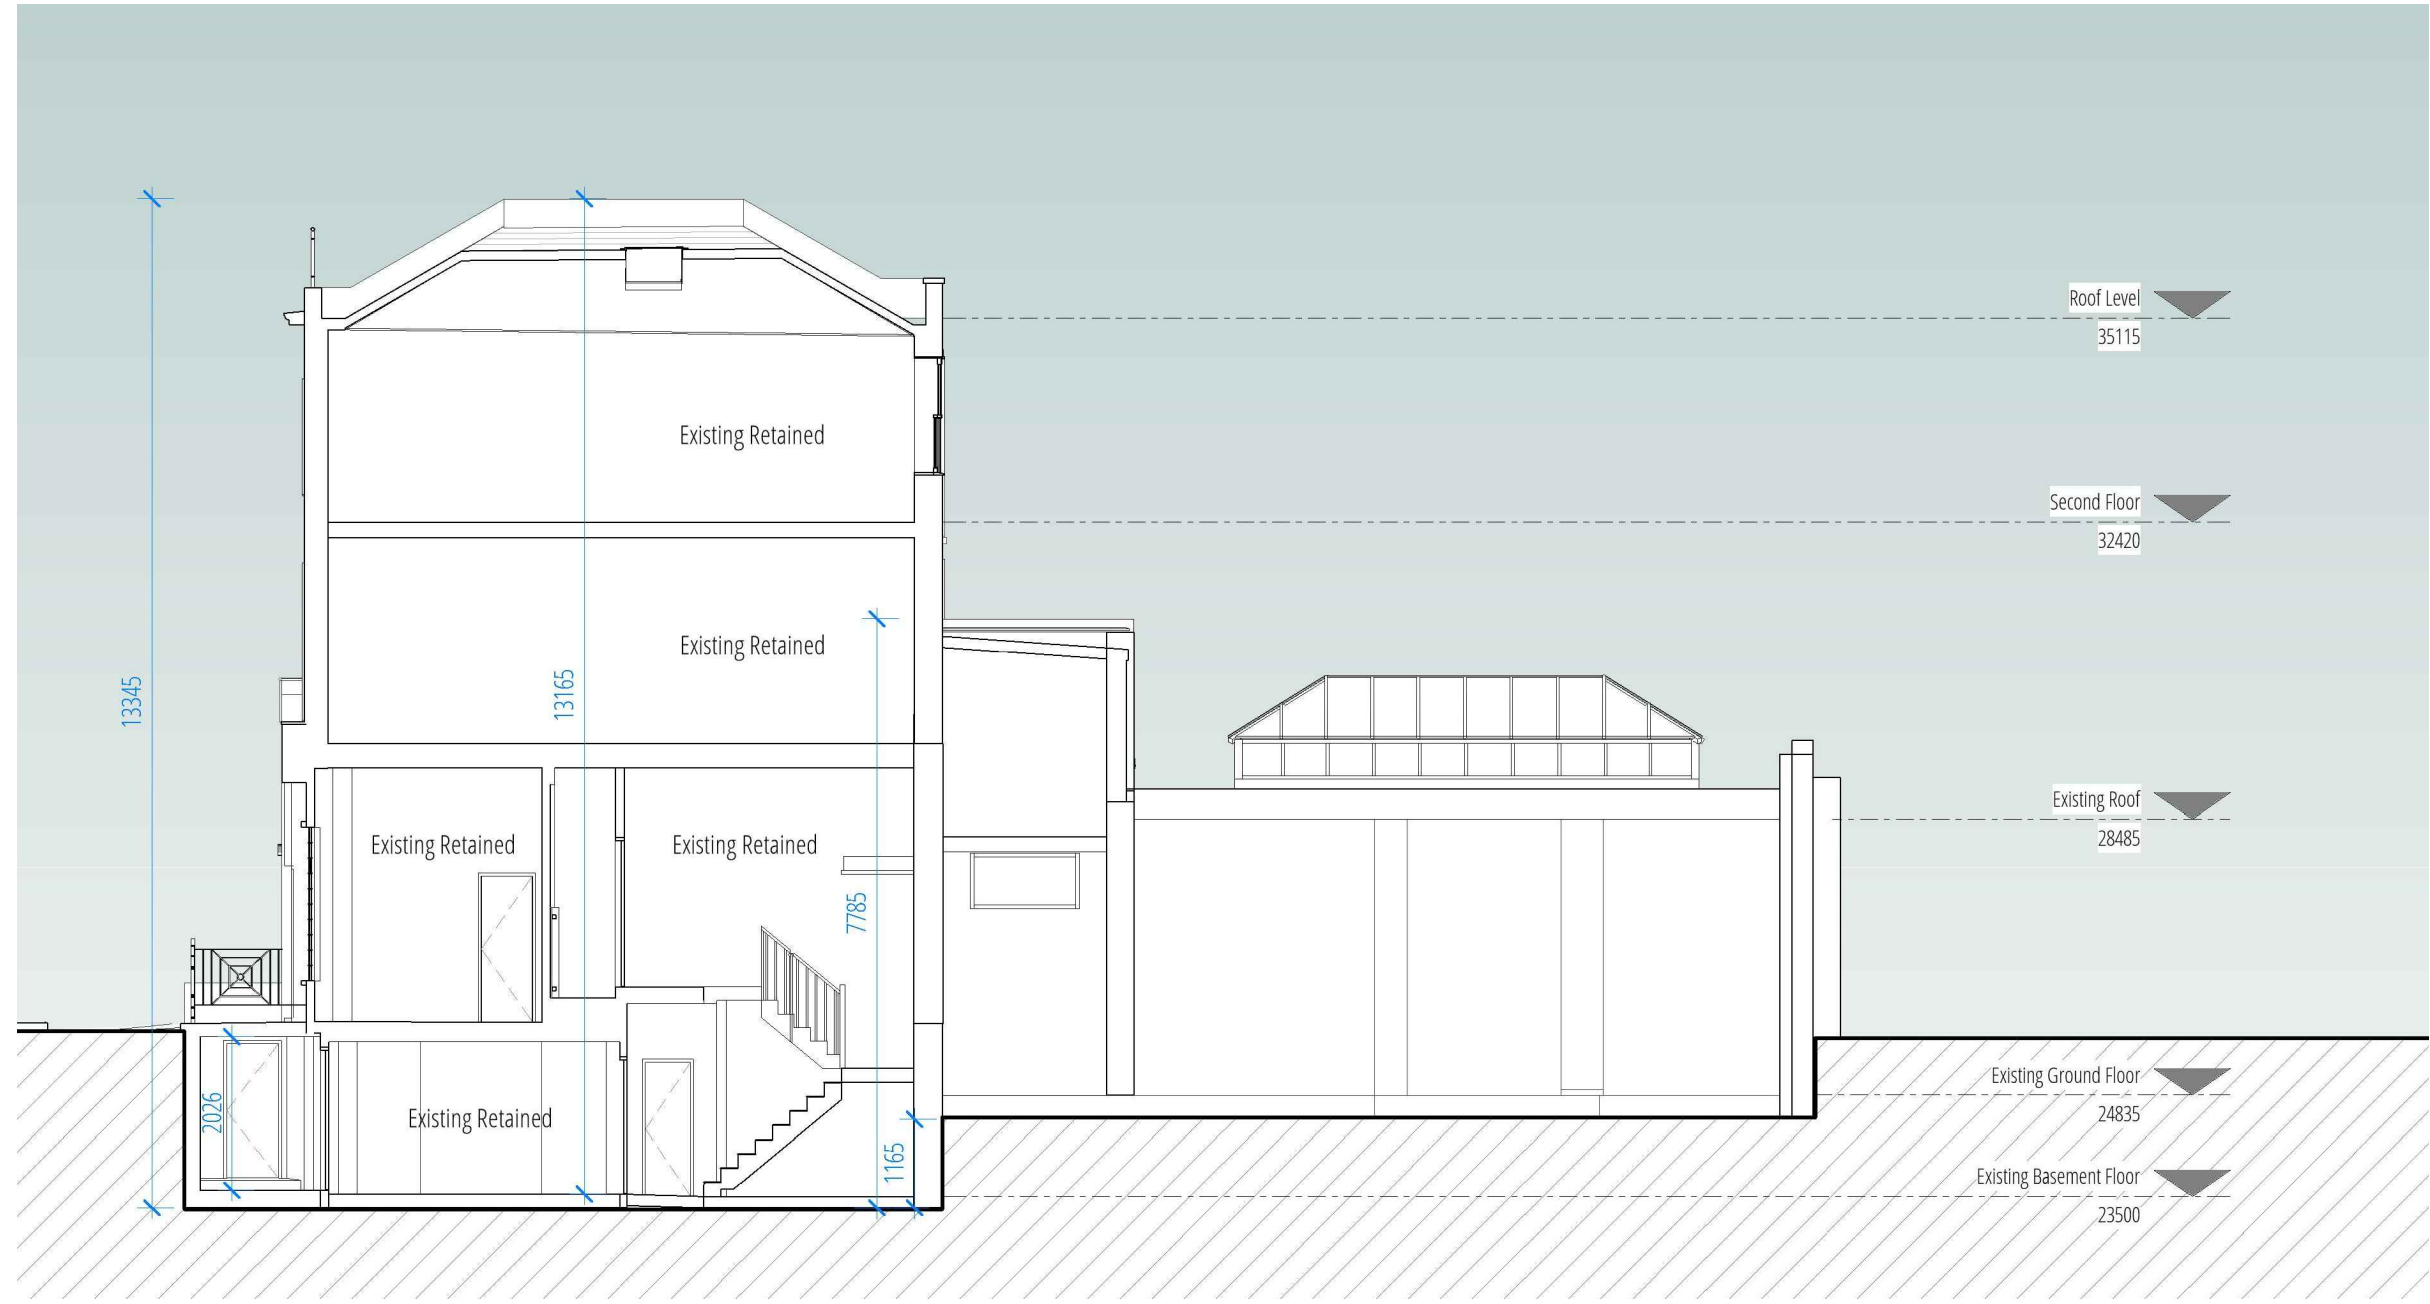 Roof Level
35115
Existing Retained
Second Floor
32420
Existing Retained
13345
13165
Existing Roof
28485
Existing Retained
Existing Retained
7785
Existing Ground Floor
24835
2026
Existing Retained
1165
Existing Basement Floor
23500